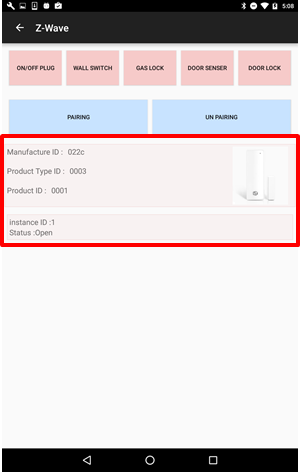 5:08
Z-Wave
ON/OFF PLUG WALL SWITCH GAS LOCK DOOR SENSER DOOR LOCK
PAIRING UN PAIRING
Manufacture ID : 022c
Product Type ID : 0003
Product ID : 0001
instance ID :1
Status :Open